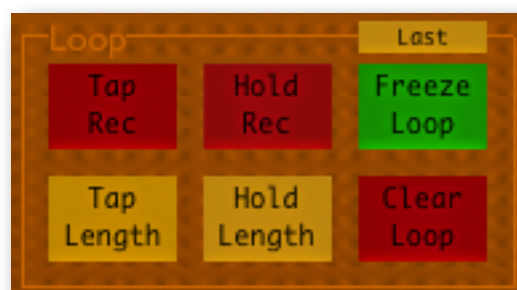 Loop
Last
Tap
Rec
Hold
Rec
Freeze
Loop
Tap
Length
Hold
Length
Clear
Loop